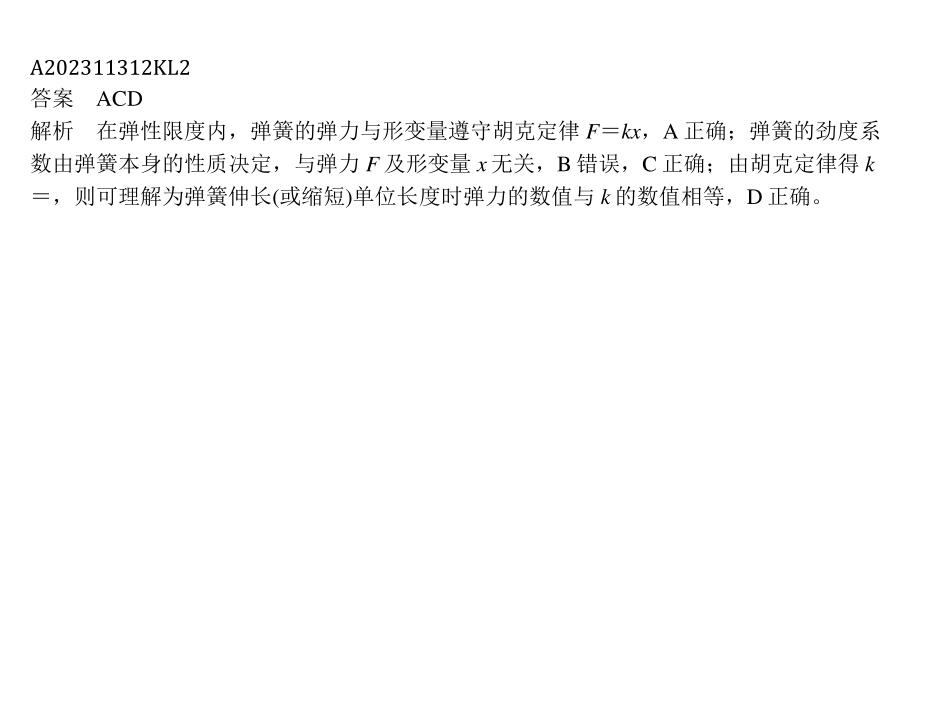 A202311312KL2
答案　ACD
解析　在弹性限度内，弹簧的弹力与形变量遵守胡克定律 F＝kx，A 正确；弹簧的劲度系
数由弹簧本身的性质决定，与弹力 F 及形变量 x 无关，B 错误，C 正确；由胡克定律得 k
＝，则可理解为弹簧伸长(或缩短)单位长度时弹力的数值与 k 的数值相等，D 正确。